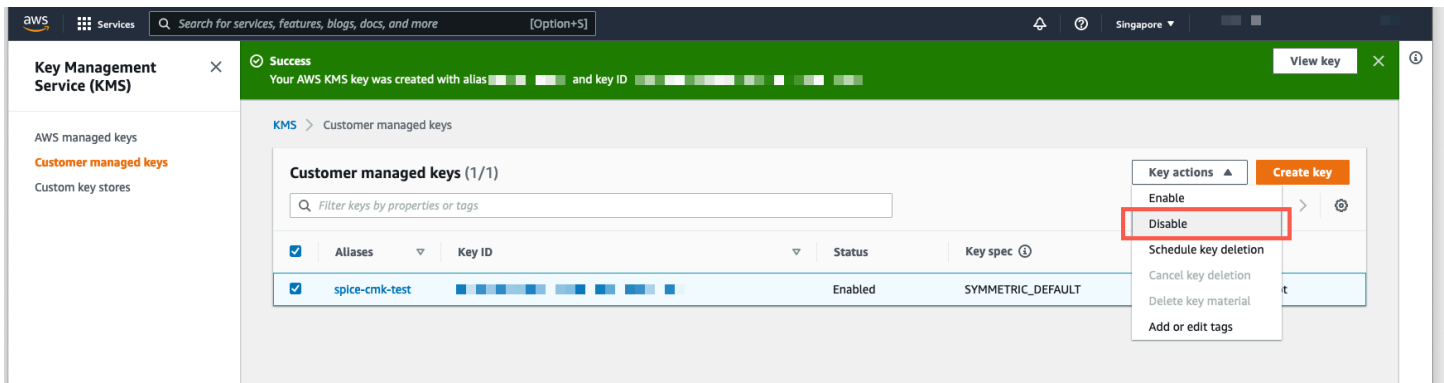 aws Services Search for services, features, blogs, docs, and more [Option+S] Singapore ▼
Key Management
Service (KMS)
AWS managed keys
Customer managed keys
Custom key stores
Success
Your AWS KMS key was created with alias and key ID
View key
KMS > Customer managed keys
Customer managed keys (1/1)
Key actions ▲ Create key
Filter keys by properties or tags
Aliases Key ID Status Key spec
spice-cmk-test Enabled SYMMETRIC_DEFAULT
Enable
Disable
Schedule key deletion
Cancel key deletion
Delete key material
Add or edit tags